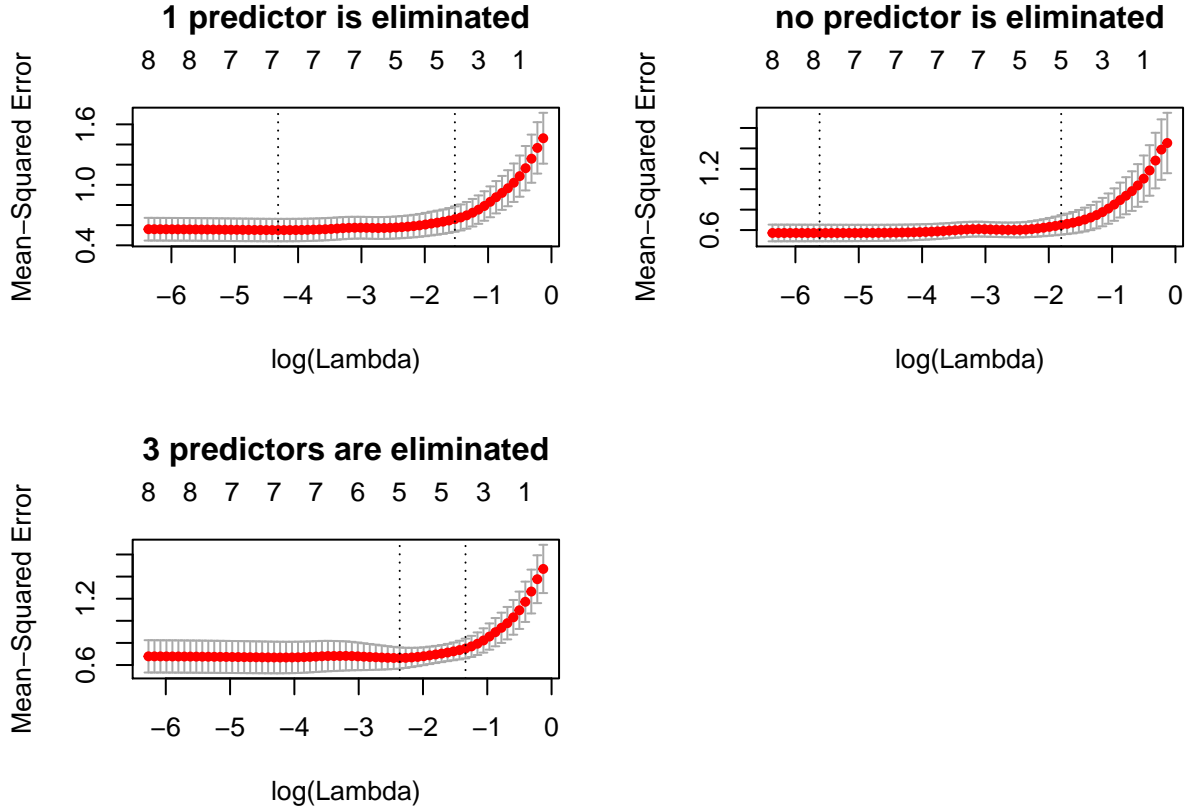 1 predictor is eliminated
8 8 7 7 7 7 5 5 3 1
Mean−Squared Error
1.6
1.0
0.4
−6 −5 −4 −3 −2 −1 0
log(Lambda)
no predictor is eliminated
8 8 7 7 7 7 5 5 3 1
Mean−Squared Error
1.2
0.6
−6 −5 −4 −3 −2 −1 0
log(Lambda)
3 predictors are eliminated
8 8 7 7 7 6 5 5 3 1
Mean−Squared Error
1.2
0.6
−6 −5 −4 −3 −2 −1 0
log(Lambda)